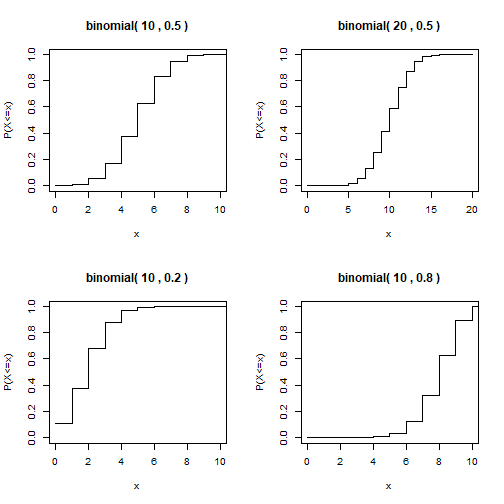 binomial( 10 , 0.5 )
P(X<=x)
0.0 0.2 0.4 0.6 0.8 1.0
0 2 4 6 8 10
x
binomial( 20 , 0.5 )
P(X<=x)
0.0 0.2 0.4 0.6 0.8 1.0
0 5 10 15 20
x
binomial( 10 , 0.2 )
P(X<=x)
0.0 0.2 0.4 0.6 0.8 1.0
0 2 4 6 8 10
x
binomial( 10 , 0.8 )
P(X<=x)
0.0 0.2 0.4 0.6 0.8 1.0
0 2 4 6 8 10
x